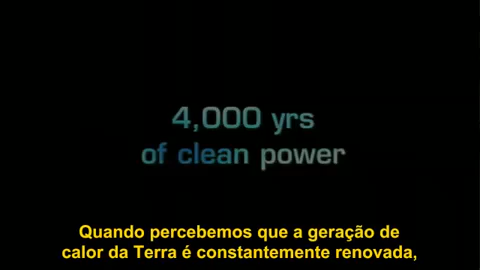 4,000 yrs
of clean power
Quando percebemos que a geração de
calor da Terra é constantemente renovada,